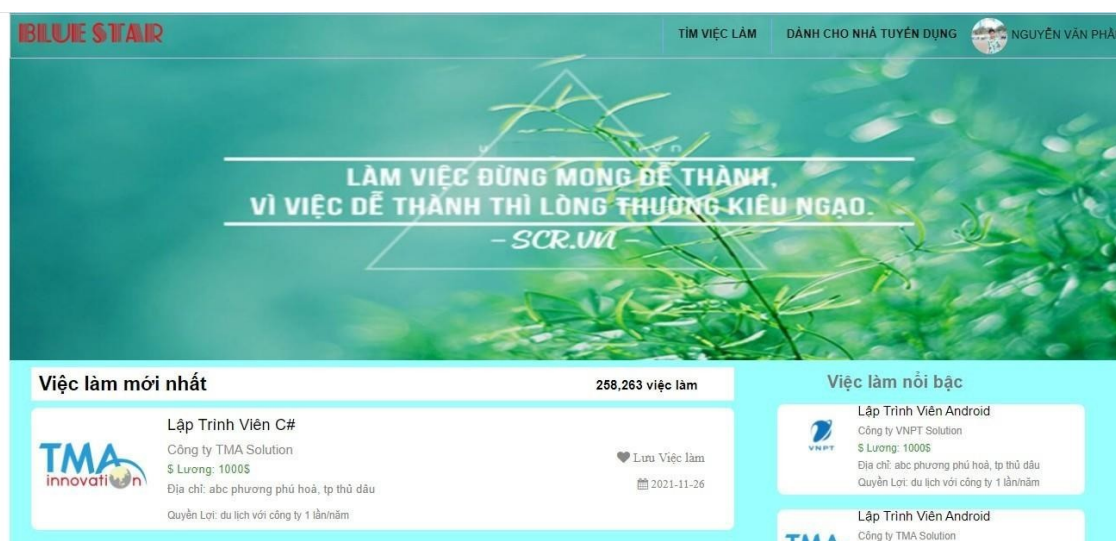 BLUE STAR
TÌM VIỆC LÀM
DÀNH CHO NHÀ TUYỂN DỤNG
NGUYỄN VĂN
LÀM VIỆC ĐỪNG MONG DỄ THÀNH,
VÌ VIỆC DỄ THÀNH THÌ LÒNG THƯỜNG KIÊU NGẠO.
- SCR.VN -
Việc làm mới nhất
258,263 việc làm
Lập Trình Viên C#
Công ty TMA Solution
$ Lương: 1000$
Địa chỉ: abc phương phú hoá, tp thủ dâu
Quyền Lợi: du lịch với công ty 1 lần/năm
TMA
innovation
Lưu Việc làm
2021-11-26
Việc làm nổi bậc
VNPT
Lập Trình Viên Android
Công ty VNPT Solution
$ Lương: 1000$
Địa chỉ: abc phương phú hoá, tp thủ dâu
Quyền Lợi: du lịch với công ty 1 lần/năm
Lập Trình Viên Android
Công ty TMA Solution
TMA